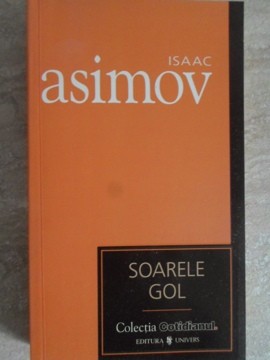 ISAAC
asimov
SOARELE
GOL
Colecția Cotidianul.
EDITURA UNIVERS